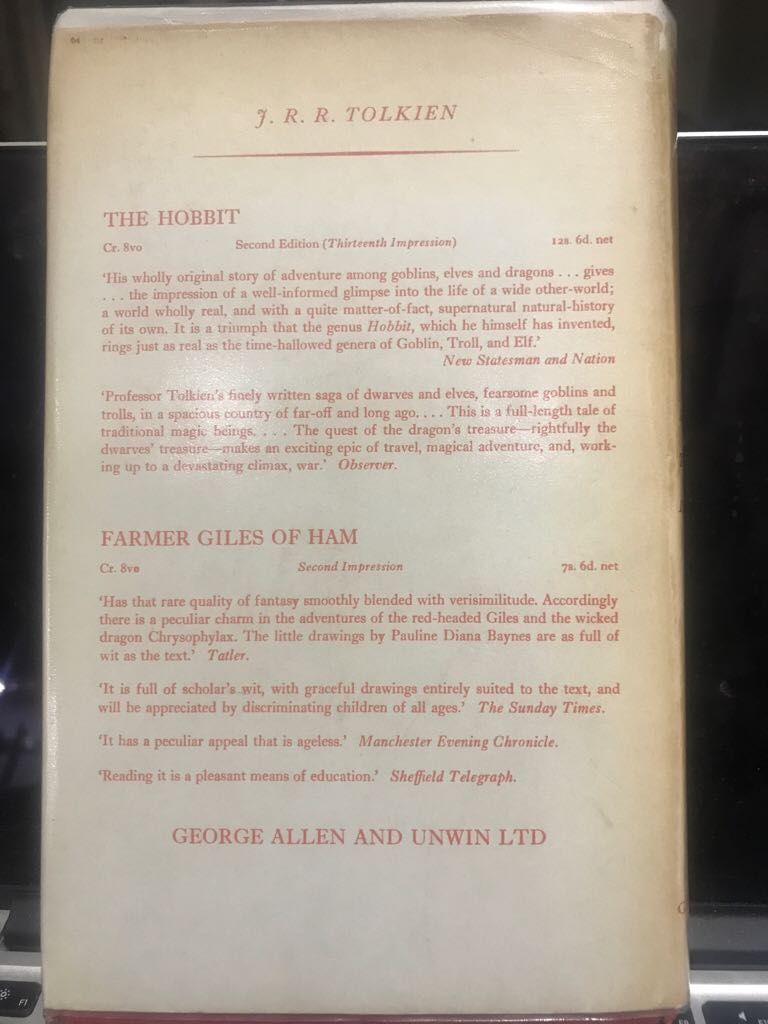 J. R. R. TOLKIEN
THE HOBBIT
Cr. 8vo Second Edition (Thirteenth Impression) 12s. 6d. net
‘His wholly original story of adventure among goblins, elves and dragons . . . gives
. . . the impression of a well-informed glimpse into the life of a wide other-world;
a world wholly real, and with a quite matter-of-fact, supernatural natural-history
of its own. It is a triumph that the genus Hobbit, which he himself has invented,
rings just as real as the time-hallowed genera of Goblin, Troll, and Elf.’
New Statesman and Nation
‘Professor Tolkien’s finely written saga of dwarves and elves, fearsome goblins and
trolls, in a spacious country of far-off and long ago. . . . This is a full-length tale of
traditional magic beings. . . . The quest of the dragon’s treasure—rightfully the
dwarves’ treasure—makes an exciting epic of travel, magical adventure, and, work-
ing up to a devastating climax, war.’ Observer.
FARMER GILES OF HAM
Cr. 8vo Second Impression 7s. 6d. net
‘Has that rare quality of fantasy smoothly blended with verisimilitude. Accordingly
there is a peculiar charm in the adventures of the red-headed Giles and the wicked
dragon Chrysophylax. The little drawings by Pauline Diana Baynes are as full of
wit as the text.’ Tatler.
‘It is full of scholar’s wit, with graceful drawings entirely suited to the text, and
will be appreciated by discriminating children of all ages.’ The Sunday Times.
‘It has a peculiar appeal that is ageless.’ Manchester Evening Chronicle.
‘Reading it is a pleasant means of education.’ Sheffield Telegraph.
GEORGE ALLEN AND UNWIN LTD
F1